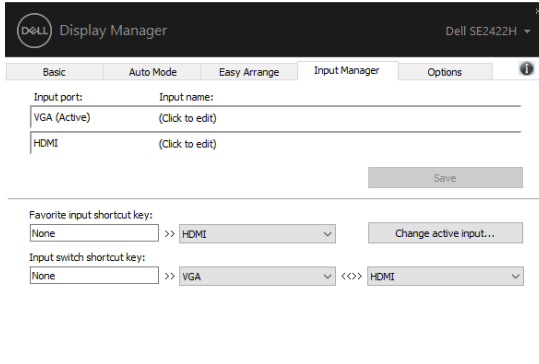 DELL Display Manager Dell SE2422H
Basic Auto Mode Easy Arrange Input Manager Options
Input port: Input name:
VGA (Active) (Click to edit)
HDMI (Click to edit)
Save
Favorite input shortcut key:
None >> HDMI Change active input...
Input switch shortcut key:
None >> VGA <<>> HDMI